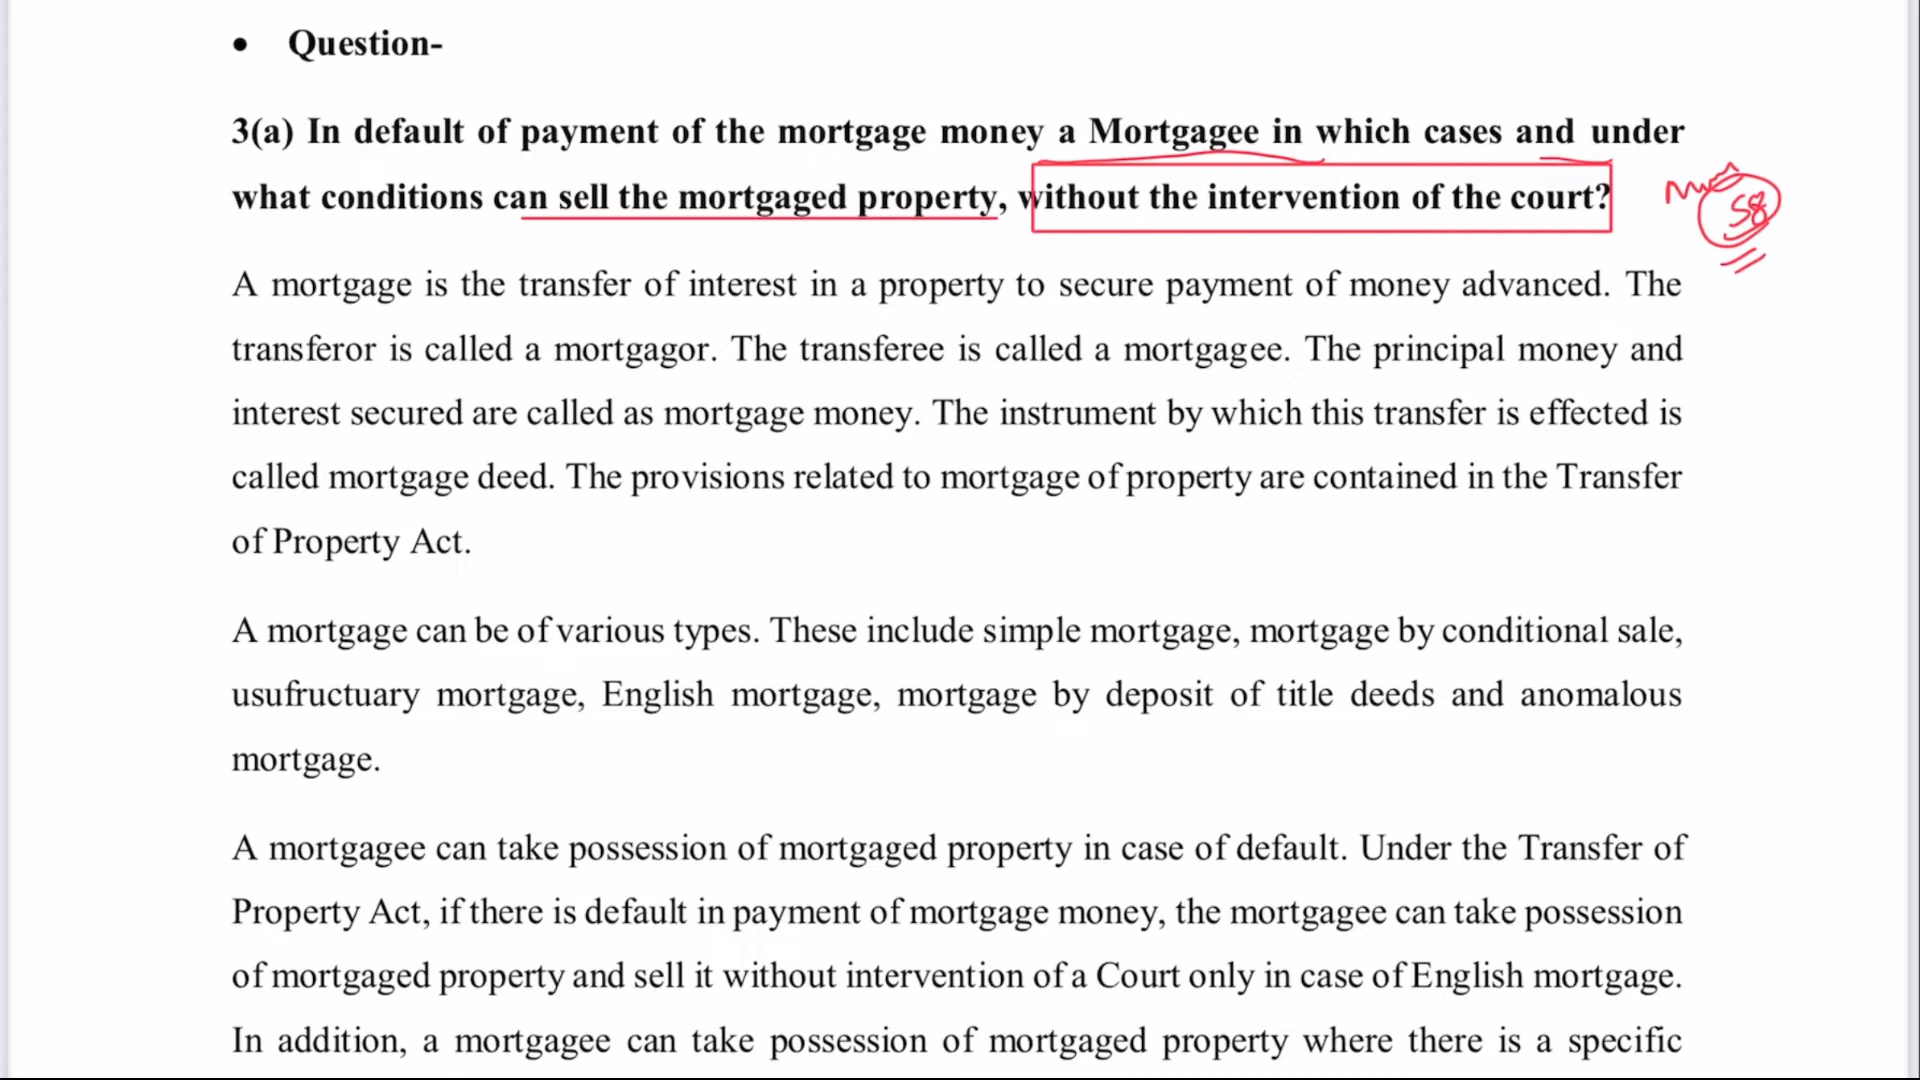 • Question-
3(a) In default of payment of the mortgage money a Mortgagee in which cases and under
what conditions can sell the mortgaged property, without the intervention of the court?
58
A mortgage is the transfer of interest in a property to secure payment of money advanced. The
transferor is called a mortgagor. The transferee is called a mortgagee. The principal money and
interest secured are called as mortgage money. The instrument by which this transfer is effected is
called mortgage deed. The provisions related to mortgage of property are contained in the Transfer
of Property Act.
A mortgage can be of various types. These include simple mortgage, mortgage by conditional sale,
usufructuary mortgage, English mortgage, mortgage by deposit of title deeds and anomalous
mortgage.
A mortgagee can take possession of mortgaged property in case of default. Under the Transfer of
Property Act, if there is default in payment of mortgage money, the mortgagee can take possession
of mortgaged property and sell it without intervention of a Court only in case of English mortgage.
In addition, a mortgagee can take possession of mortgaged property where there is a specific